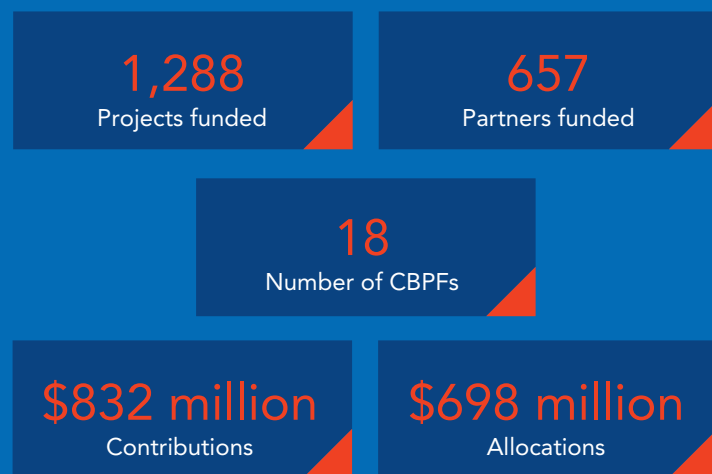 1,288
Projects funded
657
Partners funded
18
Number of CBPFs
$832 million
Contributions
$698 million
Allocations